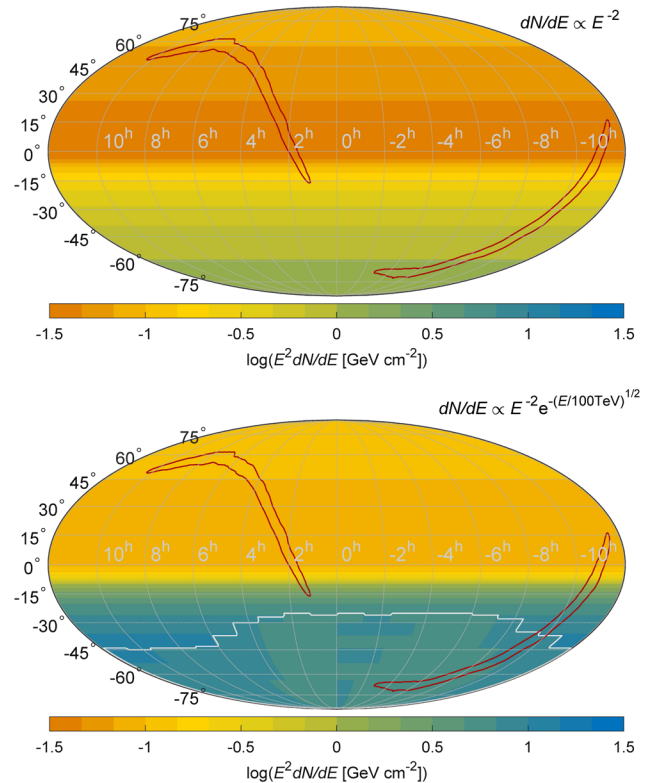 dN/dE ∝ E⁻²
75°
60°
45°
30°
15°
0°
-15°
-30°
-45°
-60°
-75°
10ʰ 8ʰ 6ʰ 4ʰ 2ʰ 0ʰ -2ʰ -4ʰ -6ʰ -8ʰ -10ʰ
-1.5 -1 -0.5 0 0.5 1 1.5
log(E²dN/dE [GeV cm⁻²])
dN/dE ∝ E⁻²e^-(E/100TeV)^1/2
75°
60°
45°
30°
15°
0°
-15°
-30°
-45°
-60°
-75°
10ʰ 8ʰ 6ʰ 4ʰ 2ʰ 0ʰ -2ʰ -4ʰ -6ʰ -8ʰ -10ʰ
-1.5 -1 -0.5 0 0.5 1 1.5
log(E²dN/dE [GeV cm⁻²])